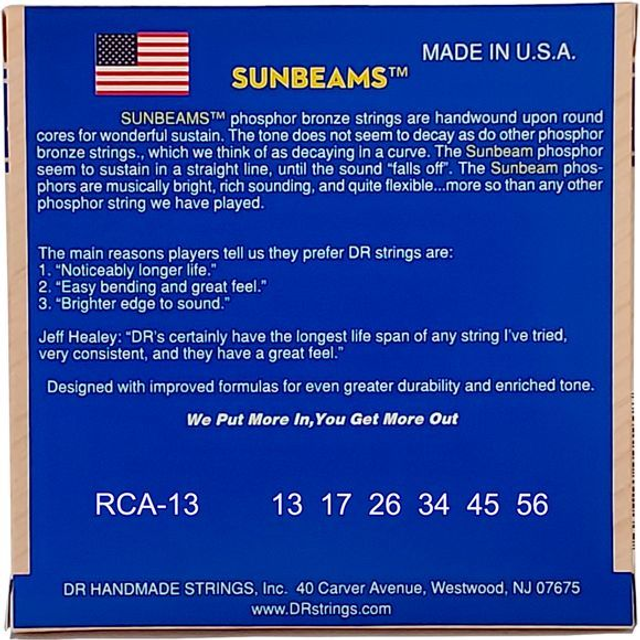 MADE IN U.S.A.
SUNBEAMS™
SUNBEAMS™ phosphor bronze strings are handwound upon round
cores for wonderful sustain. The tone does not seem to decay as do other phosphor
bronze strings., which we think of as decaying in a curve. The Sunbeam phosphor
seem to sustain in a straight line, until the sound “falls off”. The Sunbeam phos-
phors are musically bright, rich sounding, and quite flexible...more so than any other
phosphor string we have played.
The main reasons players tell us they prefer DR strings are:
1. “Noticeably longer life.”
2. “Easy bending and great feel.”
3. “Brighter edge to sound.”
Jeff Healey: “DR’s certainly have the longest life span of any string I’ve tried,
very consistent, and they have a great feel.”
Designed with improved formulas for even greater durability and enriched tone.
We Put More In,You Get More Out
RCA-13 13 17 26 34 45 56
DR HANDMADE STRINGS, Inc. 40 Carver Avenue, Westwood, NJ 07675
www.DRstrings.com